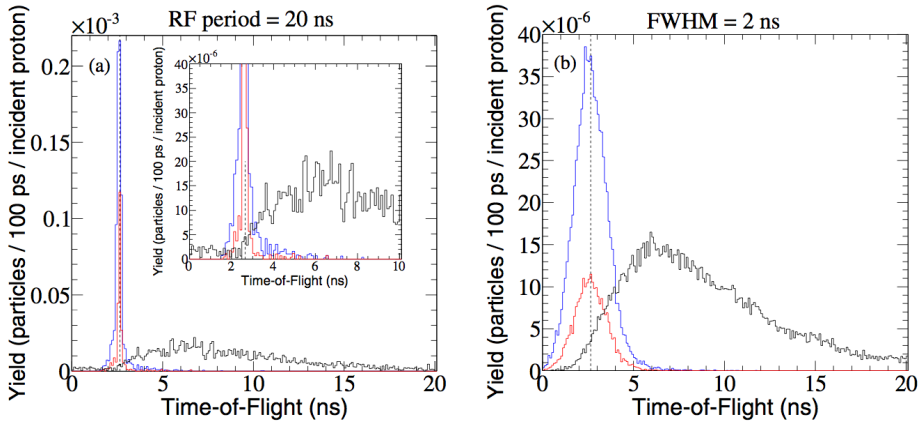 RF period = 20 ns
×10⁻³
(a)
Yield (particles / 100 ps / incident proton)
0.2
0.15
0.1
0.05
0
0 5 10 15 20
Time-of-Flight (ns)
×10⁻⁶
Yield (particles / 100 ps / incident proton)
40
35
30
25
20
15
10
5
0
0 2 4 6 8 10
Time-of-Flight (ns)
FWHM = 2 ns
×10⁻⁶
(b)
Yield (particles / 100 ps / incident proton)
40
35
30
25
20
15
10
5
0
0 5 10 15 20
Time-of-Flight (ns)